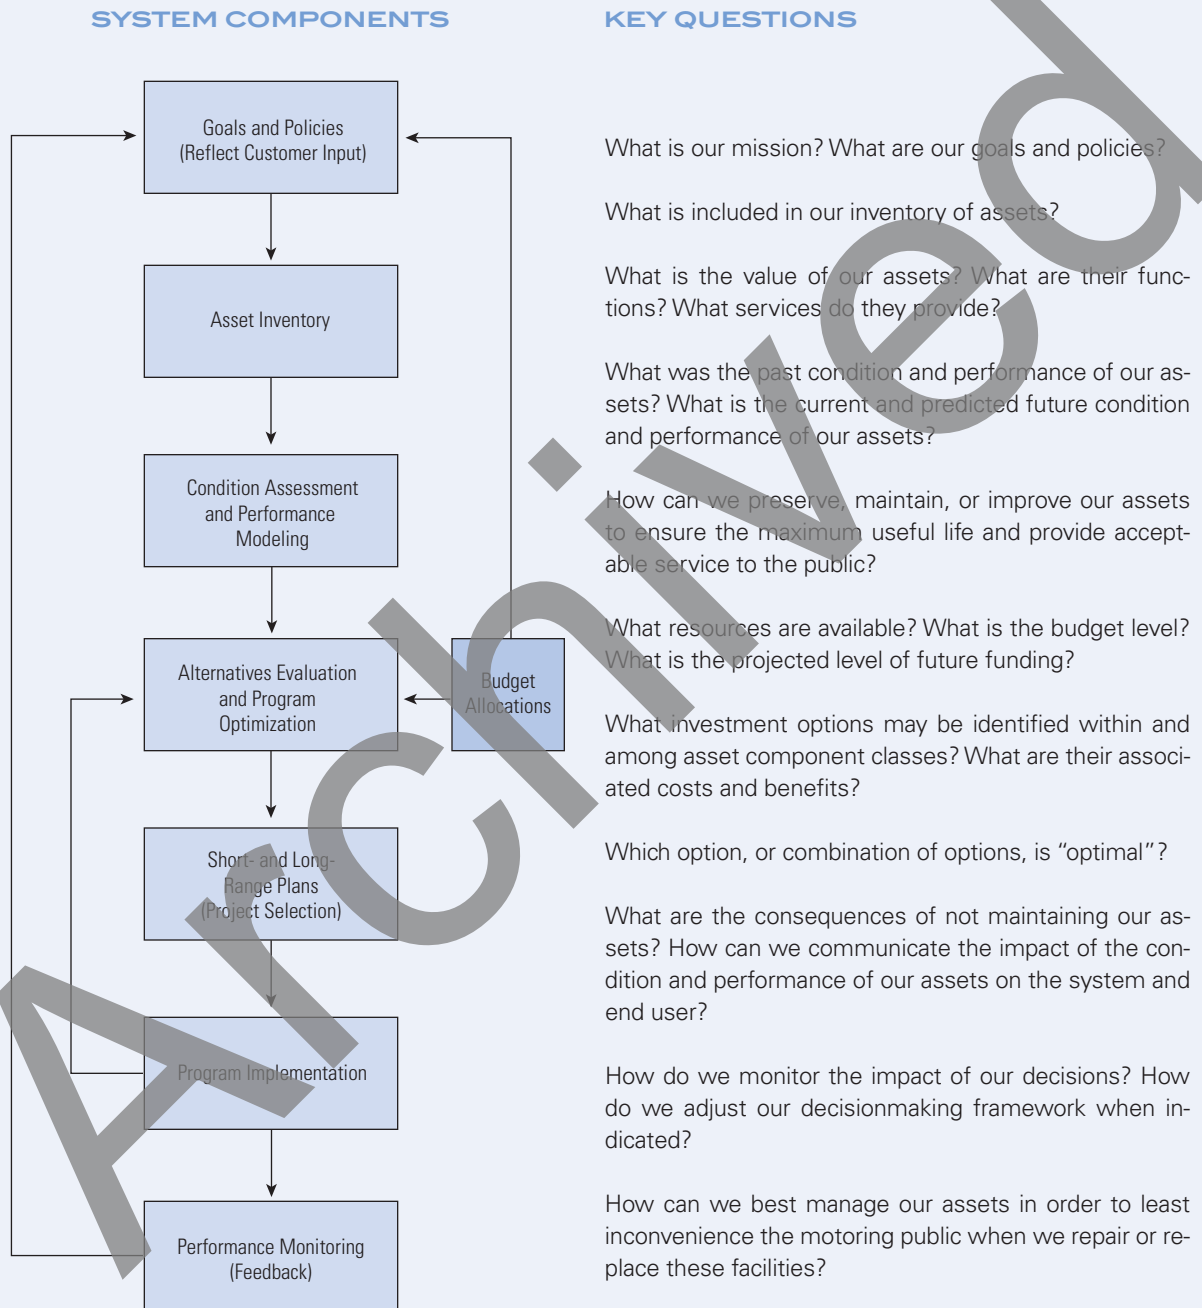 SYSTEM COMPONENTS
Goals and Policies
(Reflect Customer Input)
Asset Inventory
Condition Assessment
and Performance
Modeling
Alternatives Evaluation
and Program
Optimization
Budget
Allocations
Short- and Long-
Range Plans
(Project Selection)
Program Implementation
Performance Monitoring
(Feedback)
KEY QUESTIONS
What is our mission? What are our goals and policies?
What is included in our inventory of assets?
What is the value of our assets? What are their func-
tions? What services do they provide?
What was the past condition and performance of our as-
sets? What is the current and predicted future condition
and performance of our assets?
How can we preserve, maintain, or improve our assets
to ensure the maximum useful life and provide accept-
able service to the public?
What resources are available? What is the budget level?
What is the projected level of future funding?
What investment options may be identified within and
among asset component classes? What are their associ-
ated costs and benefits?
Which option, or combination of options, is “optimal”?
What are the consequences of not maintaining our as-
sets? How can we communicate the impact of the con-
dition and performance of our assets on the system and
end user?
How do we monitor the impact of our decisions? How
do we adjust our decisionmaking framework when in-
dicated?
How can we best manage our assets in order to least
inconvenience the motoring public when we repair or re-
place these facilities?
Archived